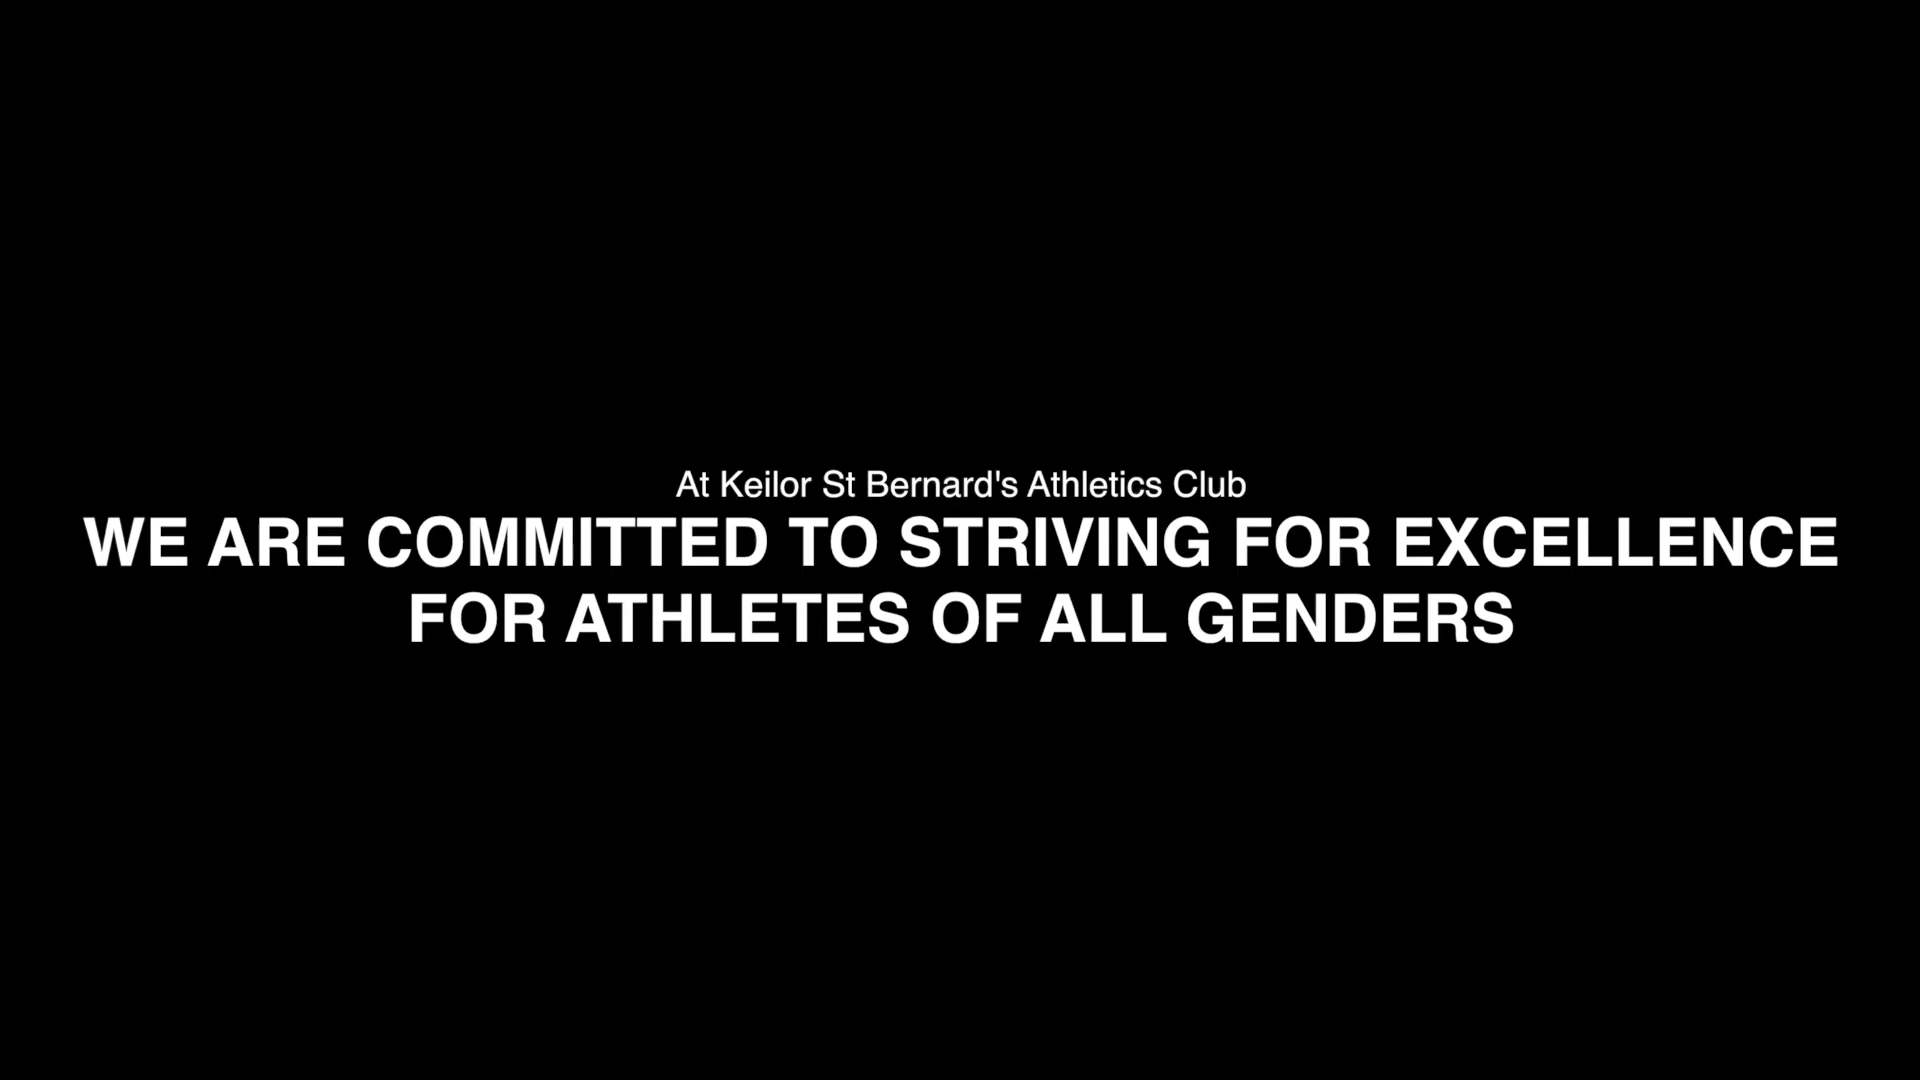 At Keilor St Bernard's Athletics Club
WE ARE COMMITTED TO STRIVING FOR EXCELLENCE
FOR ATHLETES OF ALL GENDERS